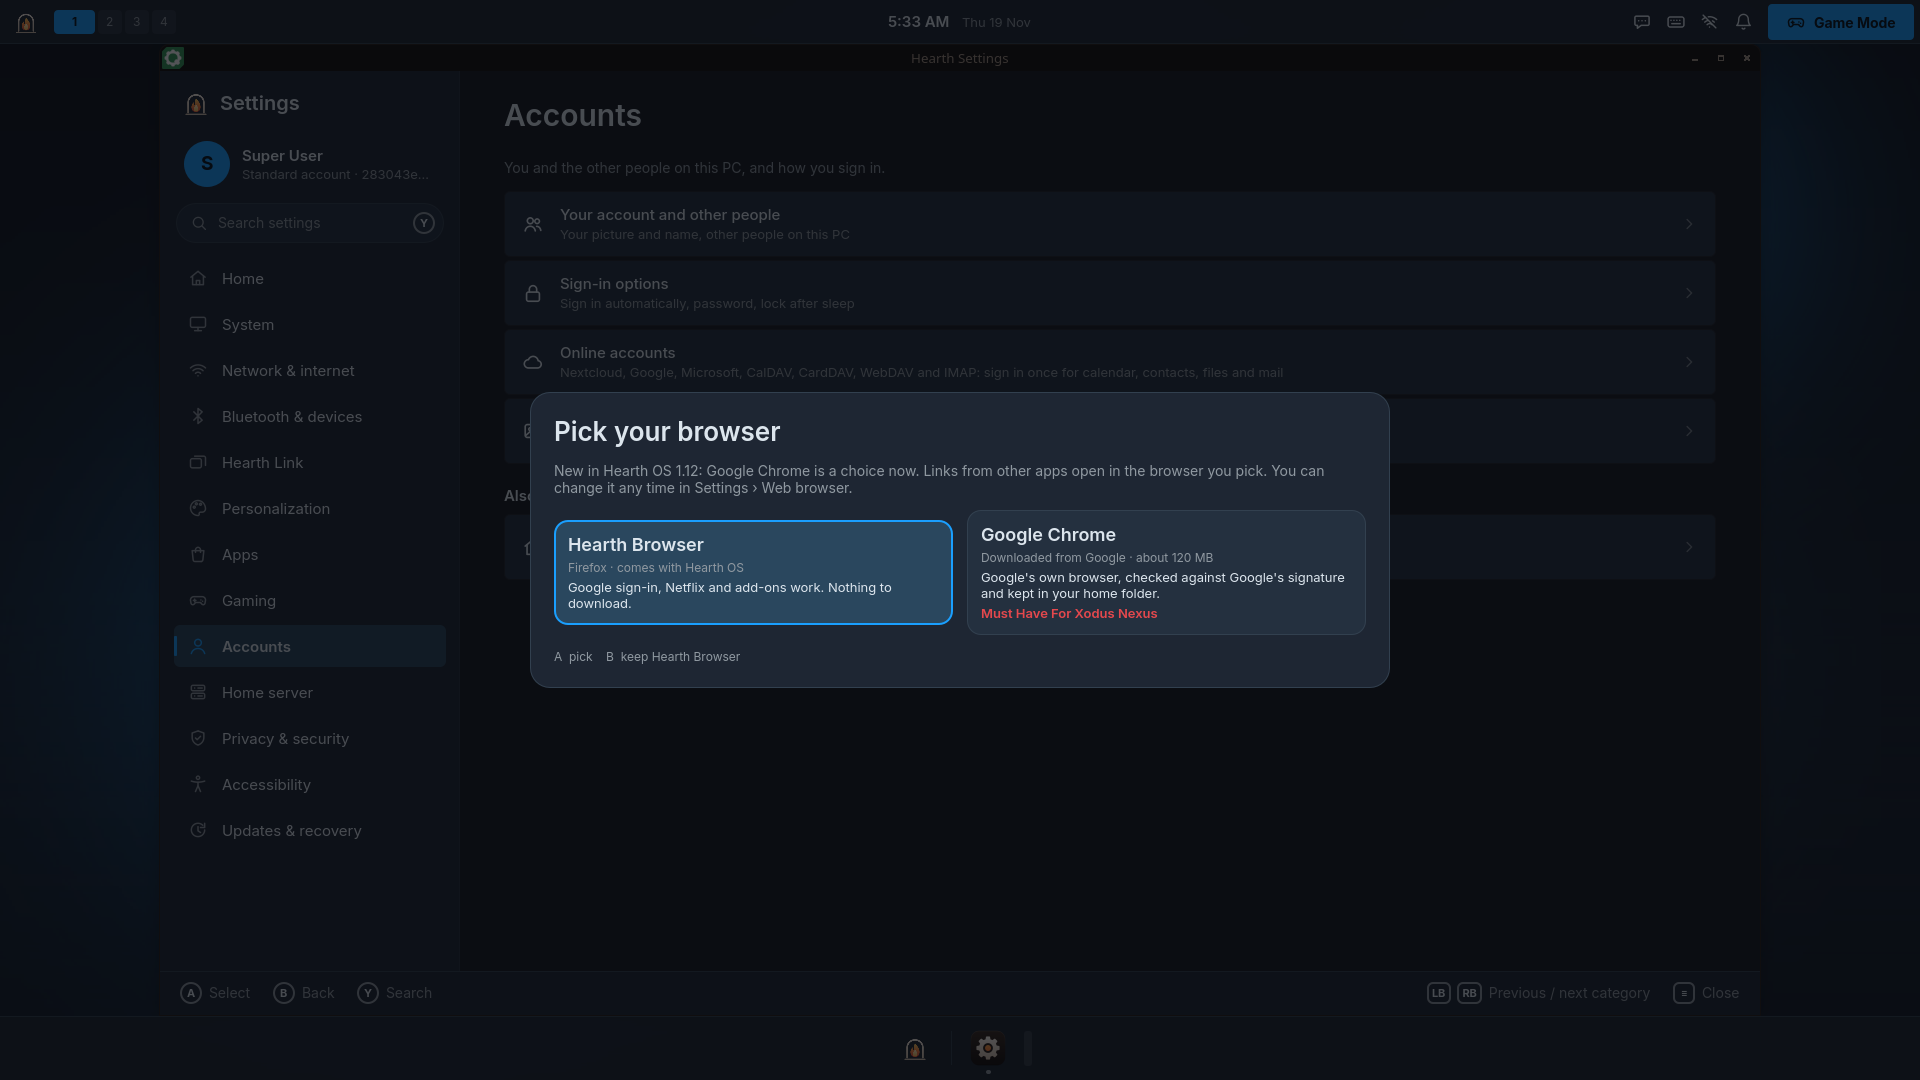 1 2 3 4
5:33 AM Thu 19 Nov
Game Mode
Hearth Settings
Settings
S
Super User
Standard account · 283043e...
Search settings Y
Home
System
Network & internet
Bluetooth & devices
Hearth Link
Personalization
Apps
Gaming
Accounts
Home server
Privacy & security
Accessibility
Updates & recovery
Accounts
You and the other people on this PC, and how you sign in.
Your account and other people
Your picture and name, other people on this PC
Sign-in options
Sign in automatically, password, lock after sleep
Online accounts
Nextcloud, Google, Microsoft, CalDAV, CardDAV, WebDAV and IMAP: sign in once for calendar, contacts, files and mail
Pick your browser
New in Hearth OS 1.12: Google Chrome is a choice now. Links from other apps open in the browser you pick. You can
change it any time in Settings › Web browser.
Hearth Browser
Firefox · comes with Hearth OS
Google sign-in, Netflix and add-ons work. Nothing to
download.
Google Chrome
Downloaded from Google · about 120 MB
Google's own browser, checked against Google's signature
and kept in your home folder.
Must Have For Xodus Nexus
A pick B keep Hearth Browser
A Select B Back Y Search
LB RB Previous / next category ≡ Close